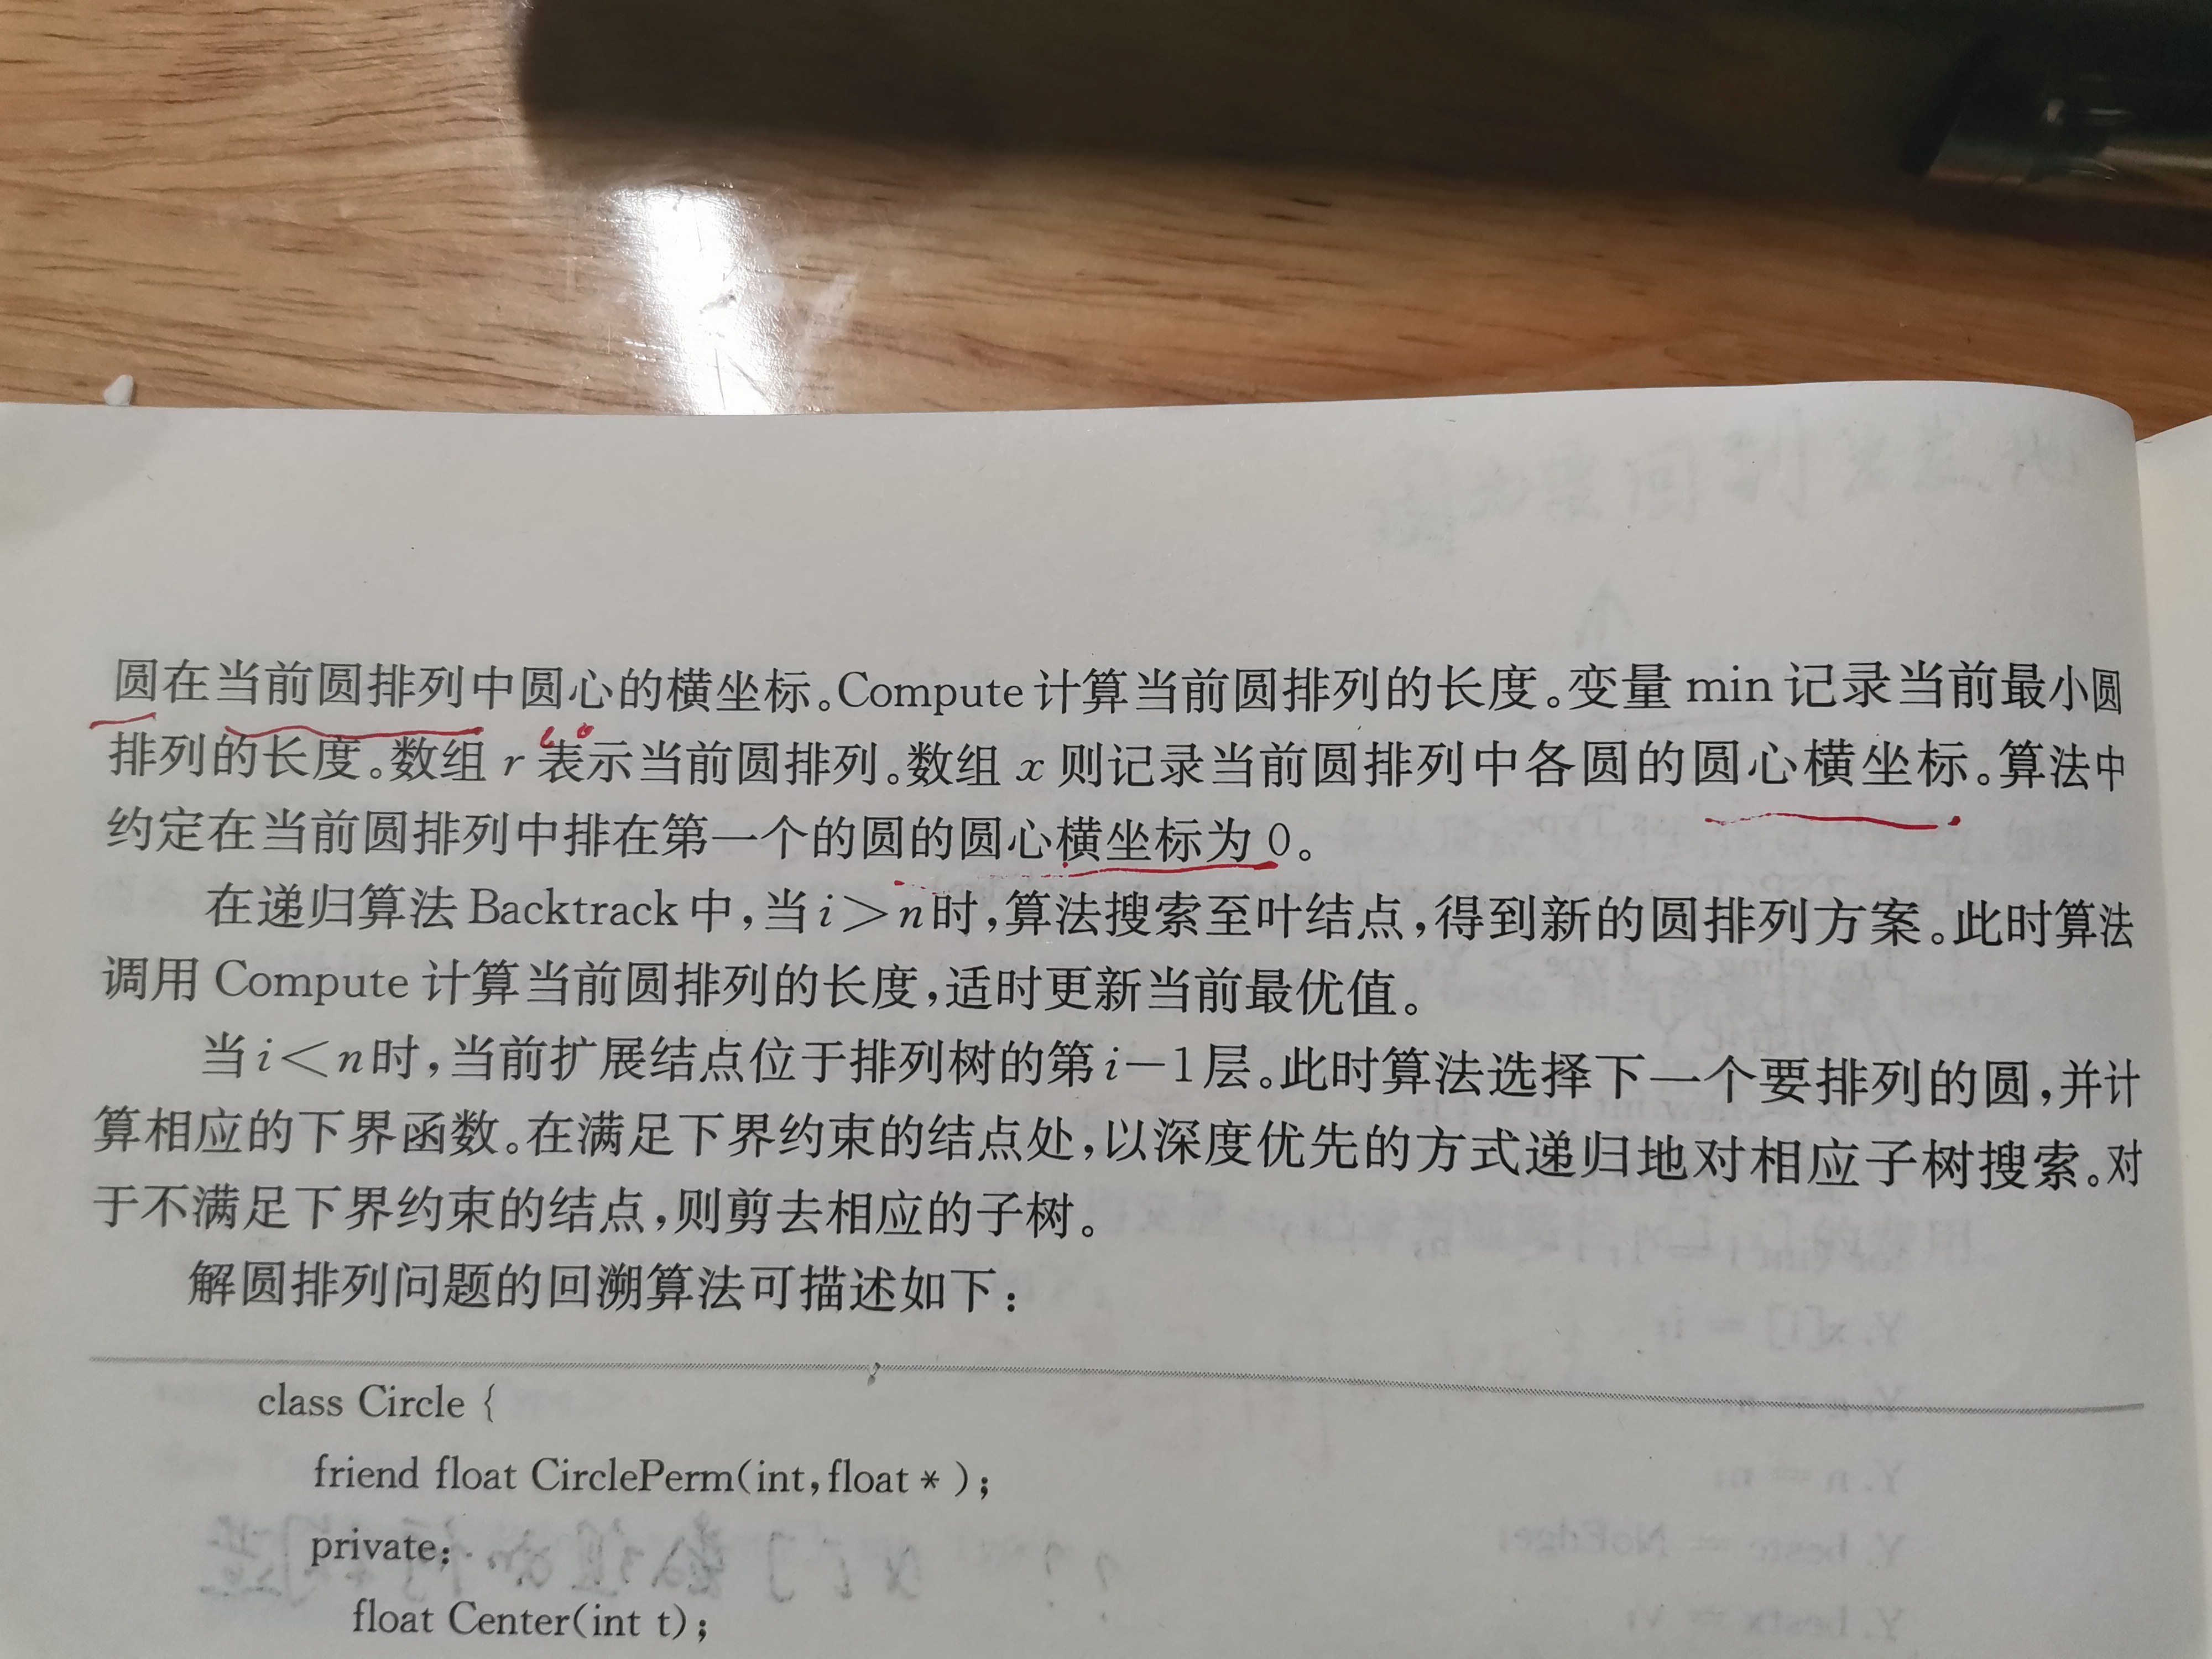 圆在当前圆排列中圆心的横坐标。Compute计算当前圆排列的长度。变量 min 记录当前最小圆
排列的长度。数组 r 表示当前圆排列。数组 x 则记录当前圆排列中各圆的圆心横坐标。算法中
约定在当前圆排列中排在第一个的圆的圆心横坐标为0。
在递归算法 Backtrack 中,当 i>n 时,算法搜索至叶结点,得到新的圆排列方案。此时算法
调用 Compute 计算当前圆排列的长度,适时更新当前最优值。
当 i<n 时,当前扩展结点位于排列树的第 i-1 层。此时算法选择下一个要排列的圆,并计
算相应的下界函数。在满足下界约束的结点处,以深度优先的方式递归地对相应子树搜索。对
于不满足下界约束的结点,则剪去相应的子树。
解圆排列问题的回溯算法可描述如下：
class Circle {
friend float CirclePerm(int,float * );
private:
float Center(int t);